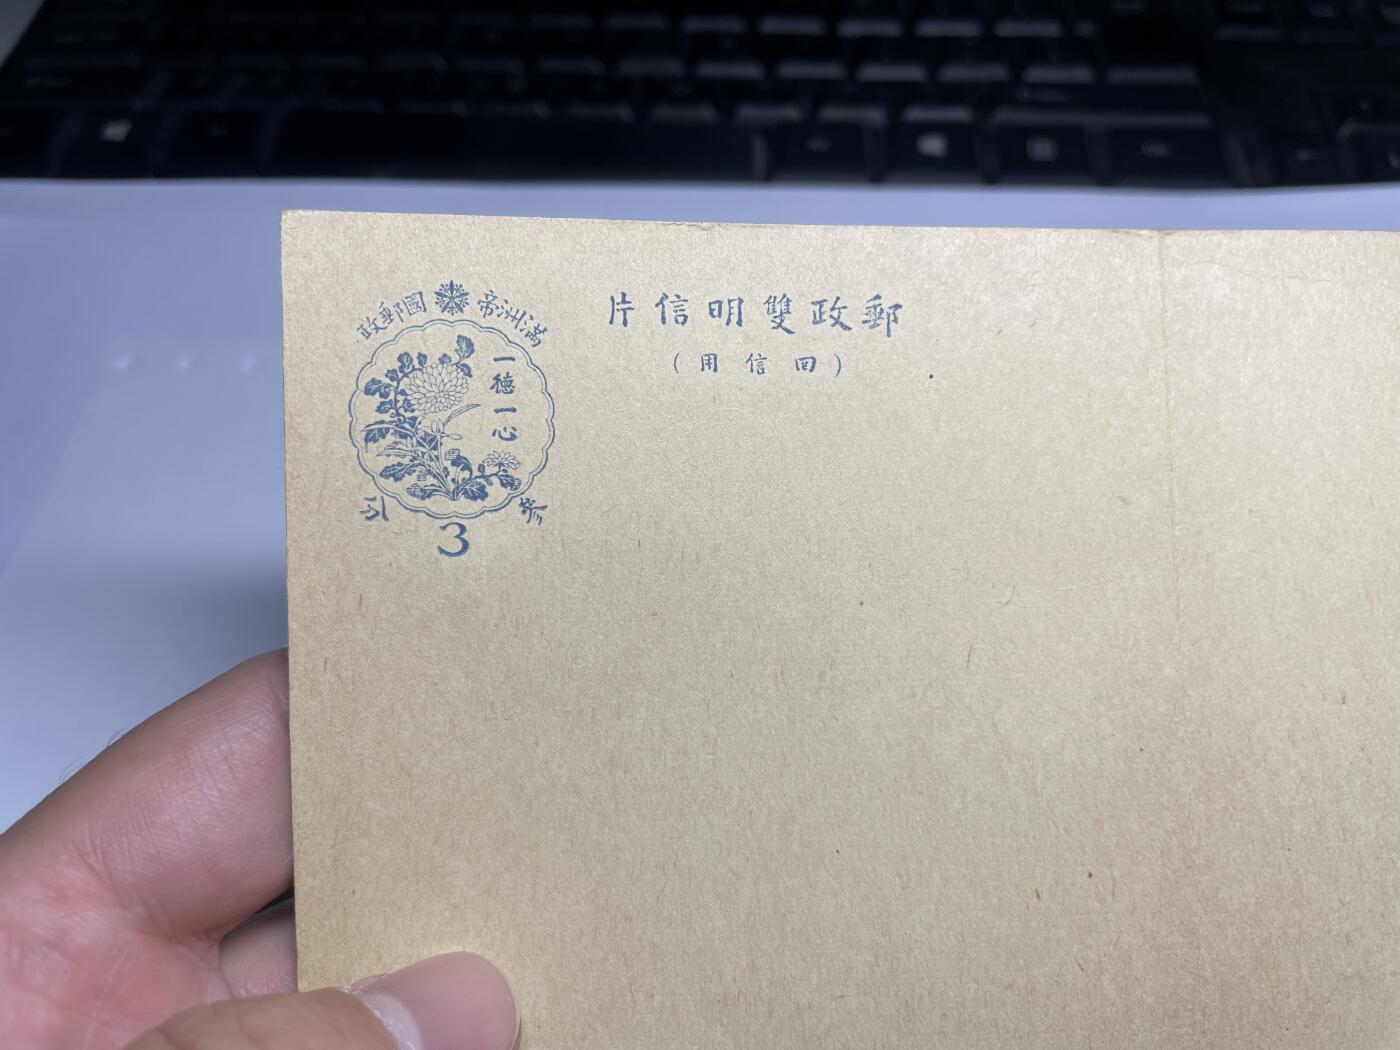 郵政雙明信片
(回信用)
滿洲帝國郵政
一德一心
參分
3